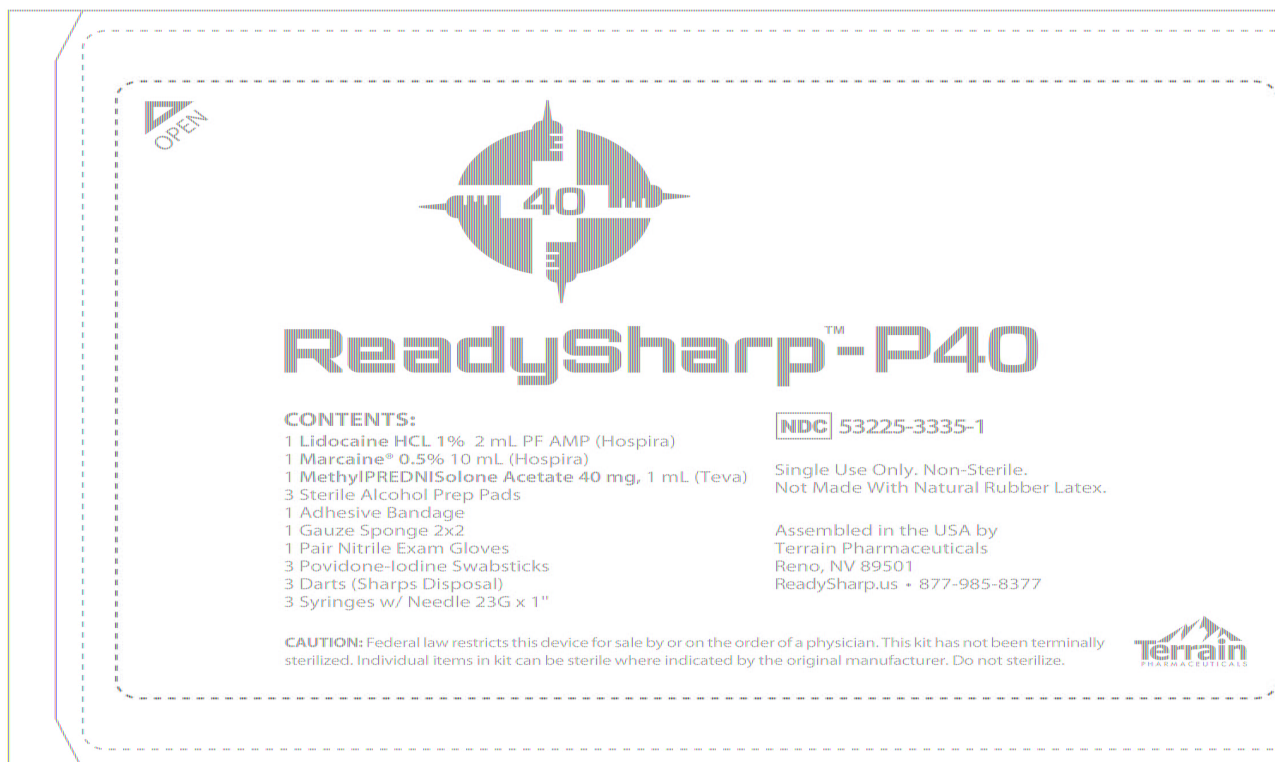 OPEN
E
W 40
E
ReadySharp™-P40
CONTENTS:
1 Lidocaine HCL 1% 2 mL PF AMP (Hospira)
1 Marcaine® 0.5% 10 mL (Hospira)
1 MethylPREDNISolone Acetate 40 mg, 1 mL (Teva)
3 Sterile Alcohol Prep Pads
1 Adhesive Bandage
1 Gauze Sponge 2x2
1 Pair Nitrile Exam Gloves
3 Povidone-Iodine Swabsticks
3 Darts (Sharps Disposal)
3 Syringes w/ Needle 23G x 1"
NDC 53225-3335-1
Single Use Only. Non-Sterile.
Not Made With Natural Rubber Latex.
Assembled in the USA by
Terrain Pharmaceuticals
Reno, NV 89501
ReadySharp.us • 877-985-8377
CAUTION: Federal law restricts this device for sale by or on the order of a physician. This kit has not been terminally
sterilized. Individual items in kit can be sterile where indicated by the original manufacturer. Do not sterilize.
Terrain
PHARMACEUTICALS